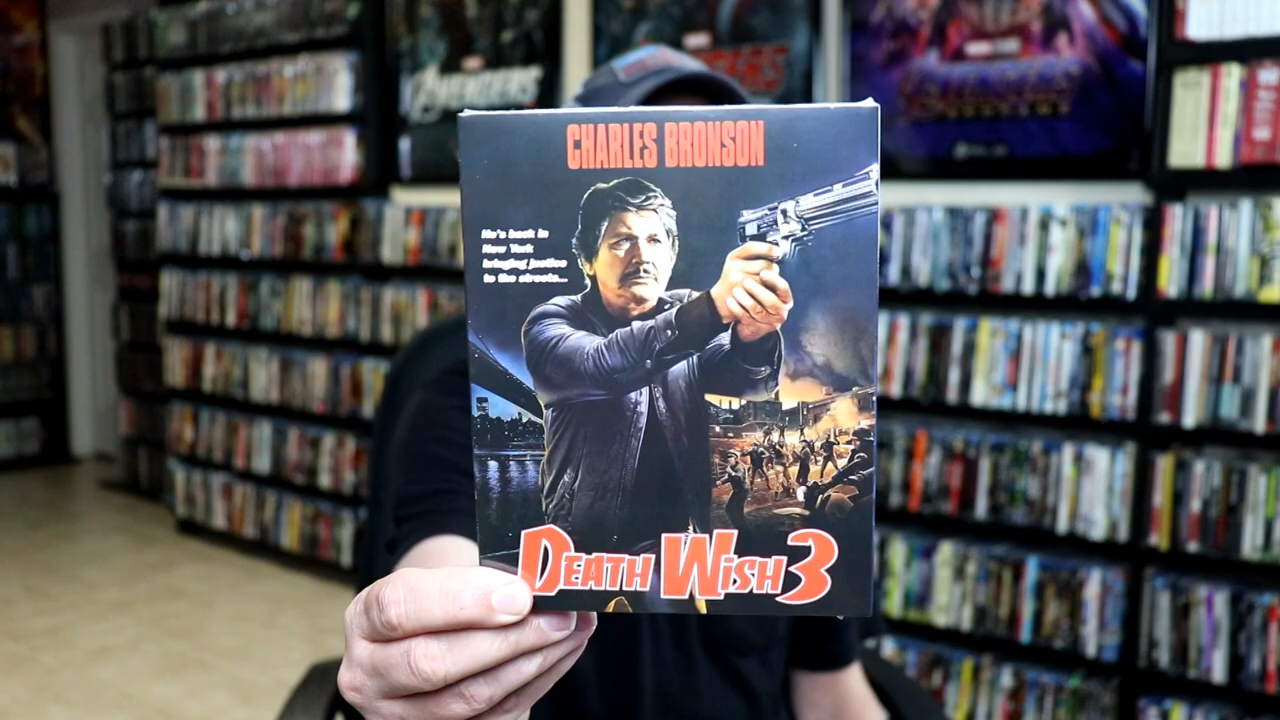 AVENGERS
CHARLES BRONSON
He's back in
New York
bringing justice
to the streets...
DEATH WISH 3